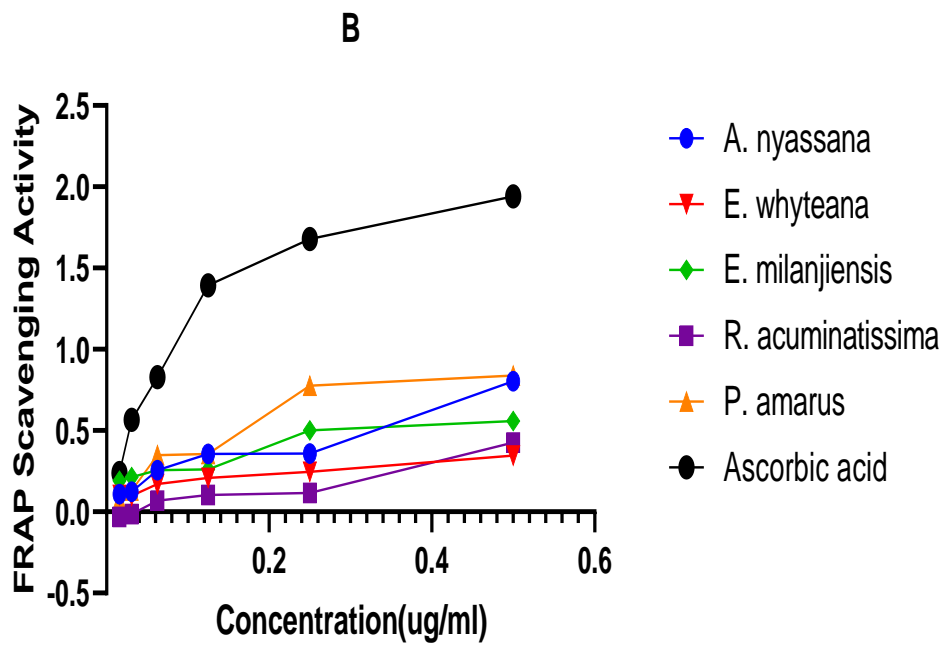 B
FRAP Scavenging Activity
2.5
2.0
1.5
1.0
0.5
0.0
-0.5
0.2
0.4
0.6
Concentration(ug/ml)
A. nyassana
E. whyteana
E. milanjiensis
R. acuminatissima
P. amarus
Ascorbic acid